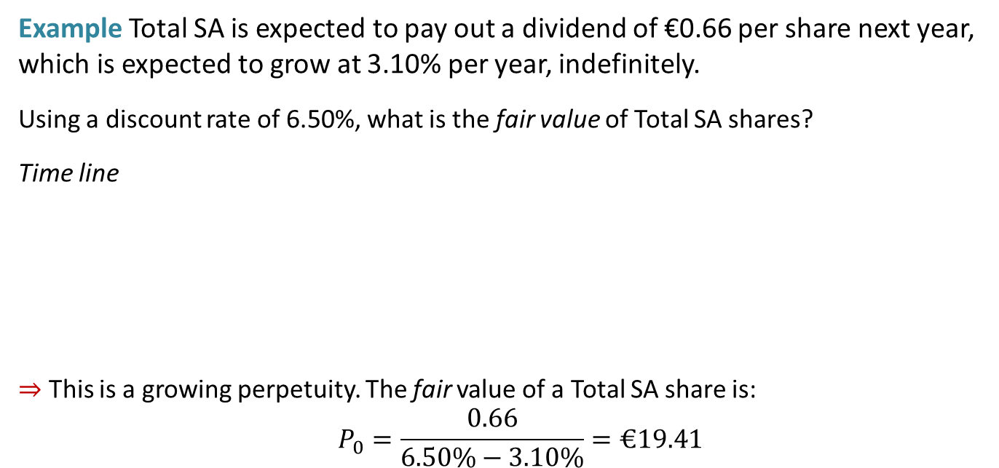 Example Total SA is expected to pay out a dividend of €0.66 per share next year,
which is expected to grow at 3.10% per year, indefinitely.
Using a discount rate of 6.50%, what is the fair value of Total SA shares?
Time line
⇒ This is a growing perpetuity. The fair value of a Total SA share is:
0.66
P₀ = —————— = €19.41
6.50% − 3.10%